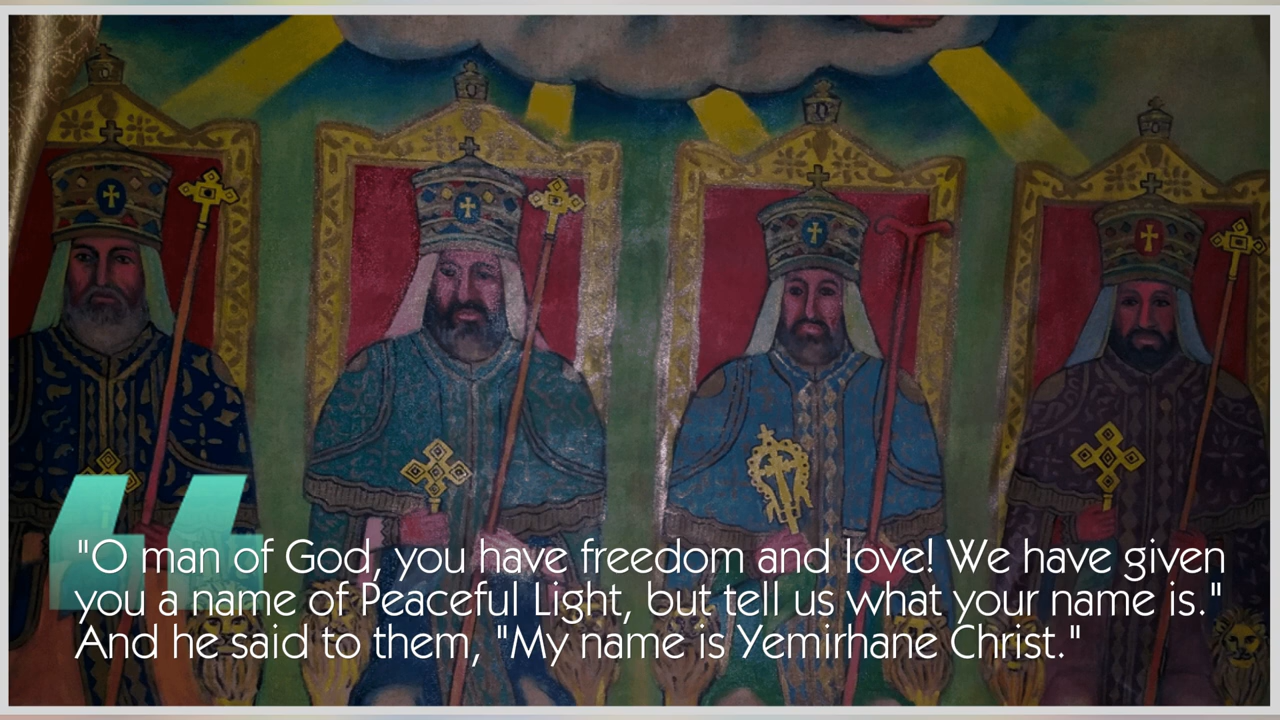 "O man of God, you have freedom and love! We have given
you a name of Peaceful Light, but tell us what your name is."
And he said to them, "My name is Yemirhane Christ."